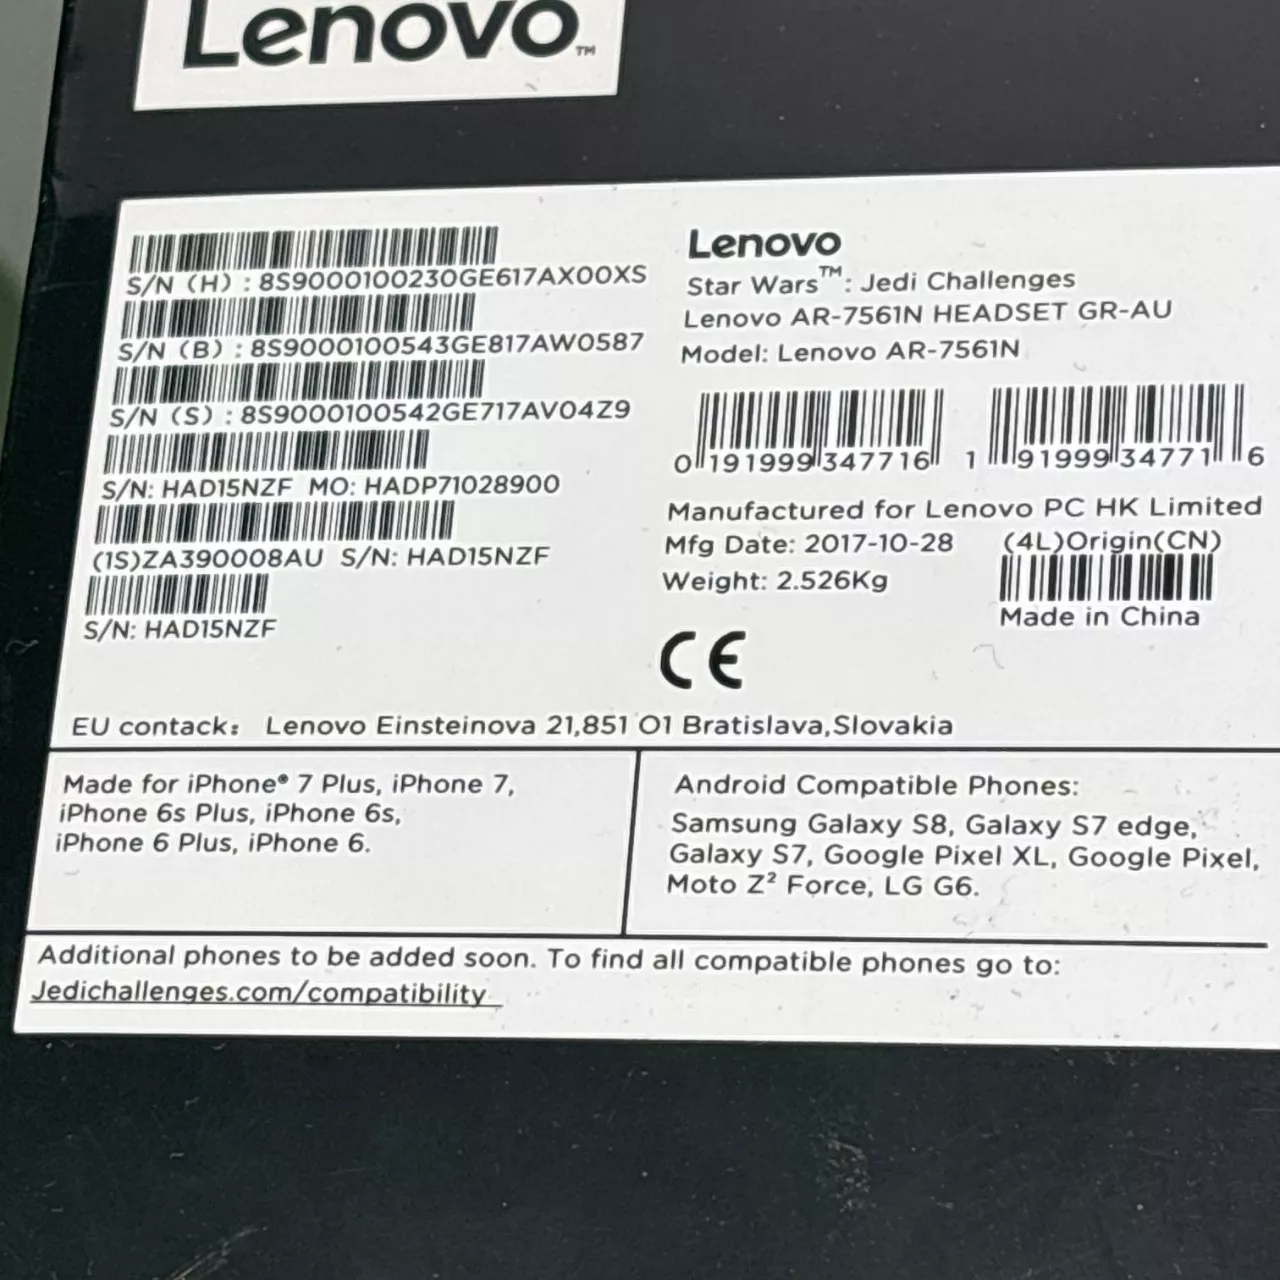 Lenovo™
S/N (H) : 8S9000100230GE617AX00XS
S/N (B) : 8S9000100543GE817AW0587
S/N (S) : 8S9000100542GE717AV04Z9
S/N: HAD15NZF MO: HADP71028900
(1S)ZA390008AU S/N: HAD15NZF
S/N: HAD15NZF
Lenovo
Star Wars™: Jedi Challenges
Lenovo AR-7561N HEADSET GR-AU
Model: Lenovo AR-7561N
0 191999 347716 1 91999 34771 6
Manufactured for Lenovo PC HK Limited
Mfg Date: 2017-10-28 (4L)Origin(CN)
Weight: 2.526Kg
Made in China
CE
EU contack: Lenovo Einsteinova 21,851 01 Bratislava,Slovakia
Made for iPhone® 7 Plus, iPhone 7,
iPhone 6s Plus, iPhone 6s,
iPhone 6 Plus, iPhone 6.
Android Compatible Phones:
Samsung Galaxy S8, Galaxy S7 edge,
Galaxy S7, Google Pixel XL, Google Pixel,
Moto Z² Force, LG G6.
Additional phones to be added soon. To find all compatible phones go to:
Jedichallenges.com/compatibility